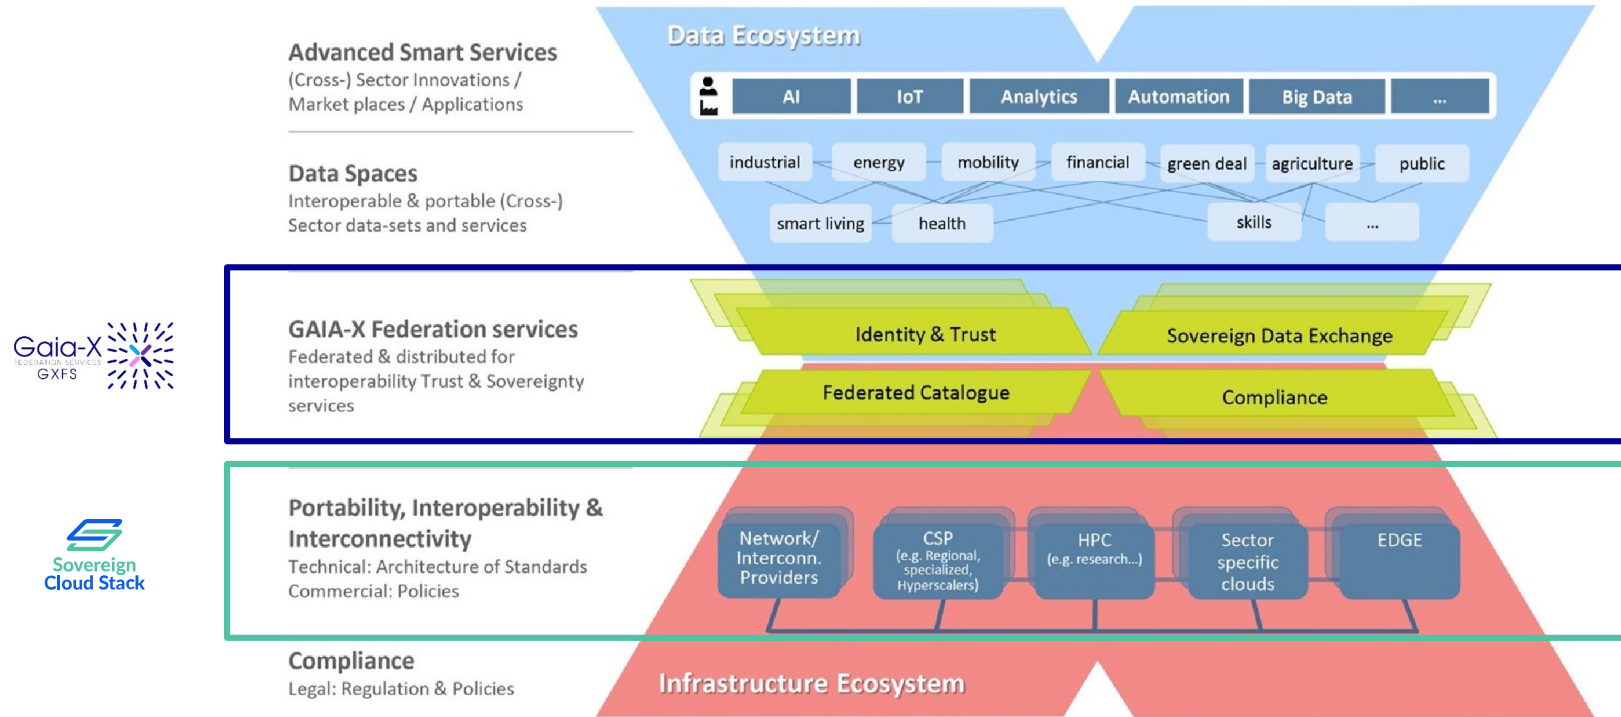 Data Ecosystem
Advanced Smart Services
(Cross-) Sector Innovations /
Market places / Applications
AI
IoT
Analytics
Automation
Big Data
...
Data Spaces
Interoperable & portable (Cross-)
Sector data-sets and services
industrial
energy
mobility
financial
green deal
agriculture
public
smart living
health
skills
...
Gaia-X
FEDERATION SERVICES
GXFS
GAIA-X Federation services
Federated & distributed for
interoperability Trust & Sovereignty
services
Identity & Trust
Sovereign Data Exchange
Federated Catalogue
Compliance
Sovereign
Cloud Stack
Portability, Interoperability &
Interconnectivity
Technical: Architecture of Standards
Commercial: Policies
Network/
Interconn.
Providers
CSP
(e.g. Regional,
specialized,
Hyperscalers)
HPC
(e.g. research...)
Sector
specific
clouds
EDGE
Compliance
Legal: Regulation & Policies
Infrastructure Ecosystem